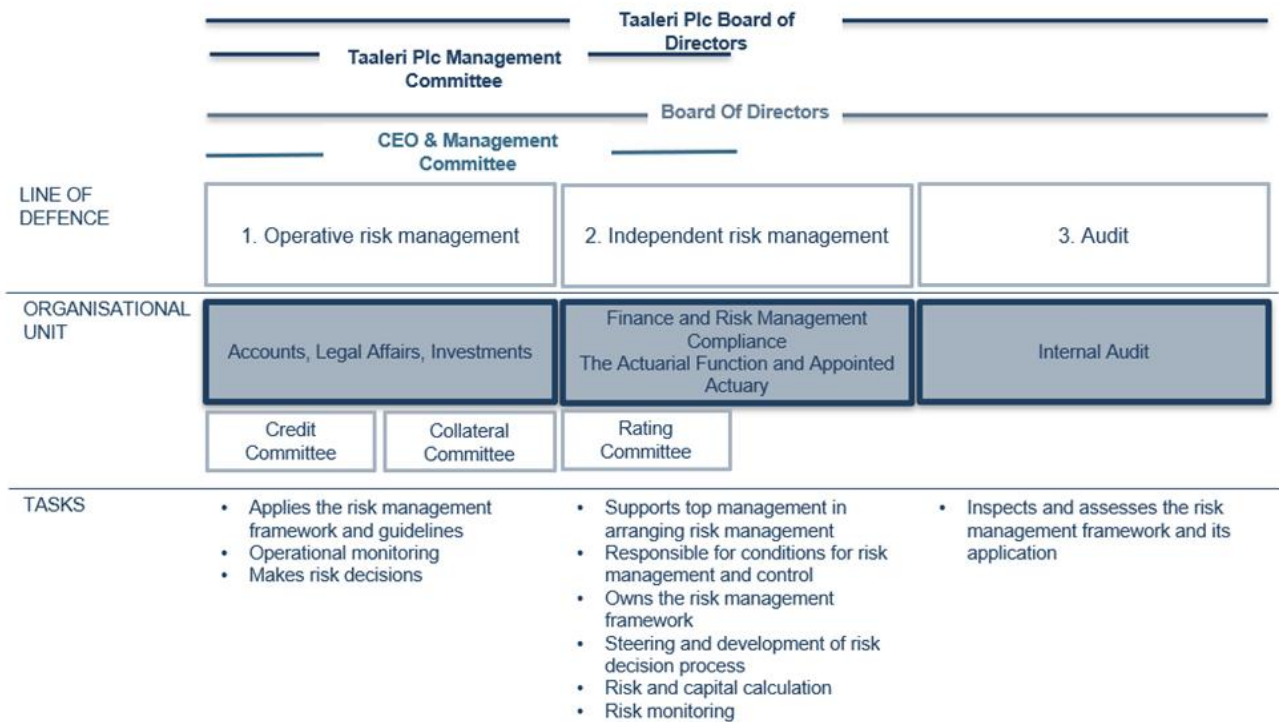 Taaleri Plc Board of
Directors
Taaleri Plc Management
Committee
Board Of Directors
CEO & Management
Committee
LINE OF
DEFENCE
1. Operative risk management
2. Independent risk management
3. Audit
ORGANISATIONAL
UNIT
Accounts, Legal Affairs, Investments
Finance and Risk Management
Compliance
The Actuarial Function and Appointed
Actuary
Internal Audit
Credit
Committee
Collateral
Committee
Rating
Committee
TASKS
• Applies the risk management
framework and guidelines
• Operational monitoring
• Makes risk decisions
• Supports top management in
arranging risk management
• Responsible for conditions for risk
management and control
• Owns the risk management
framework
• Steering and development of risk
decision process
• Risk and capital calculation
• Risk monitoring
• Inspects and assesses the risk
management framework and its
application